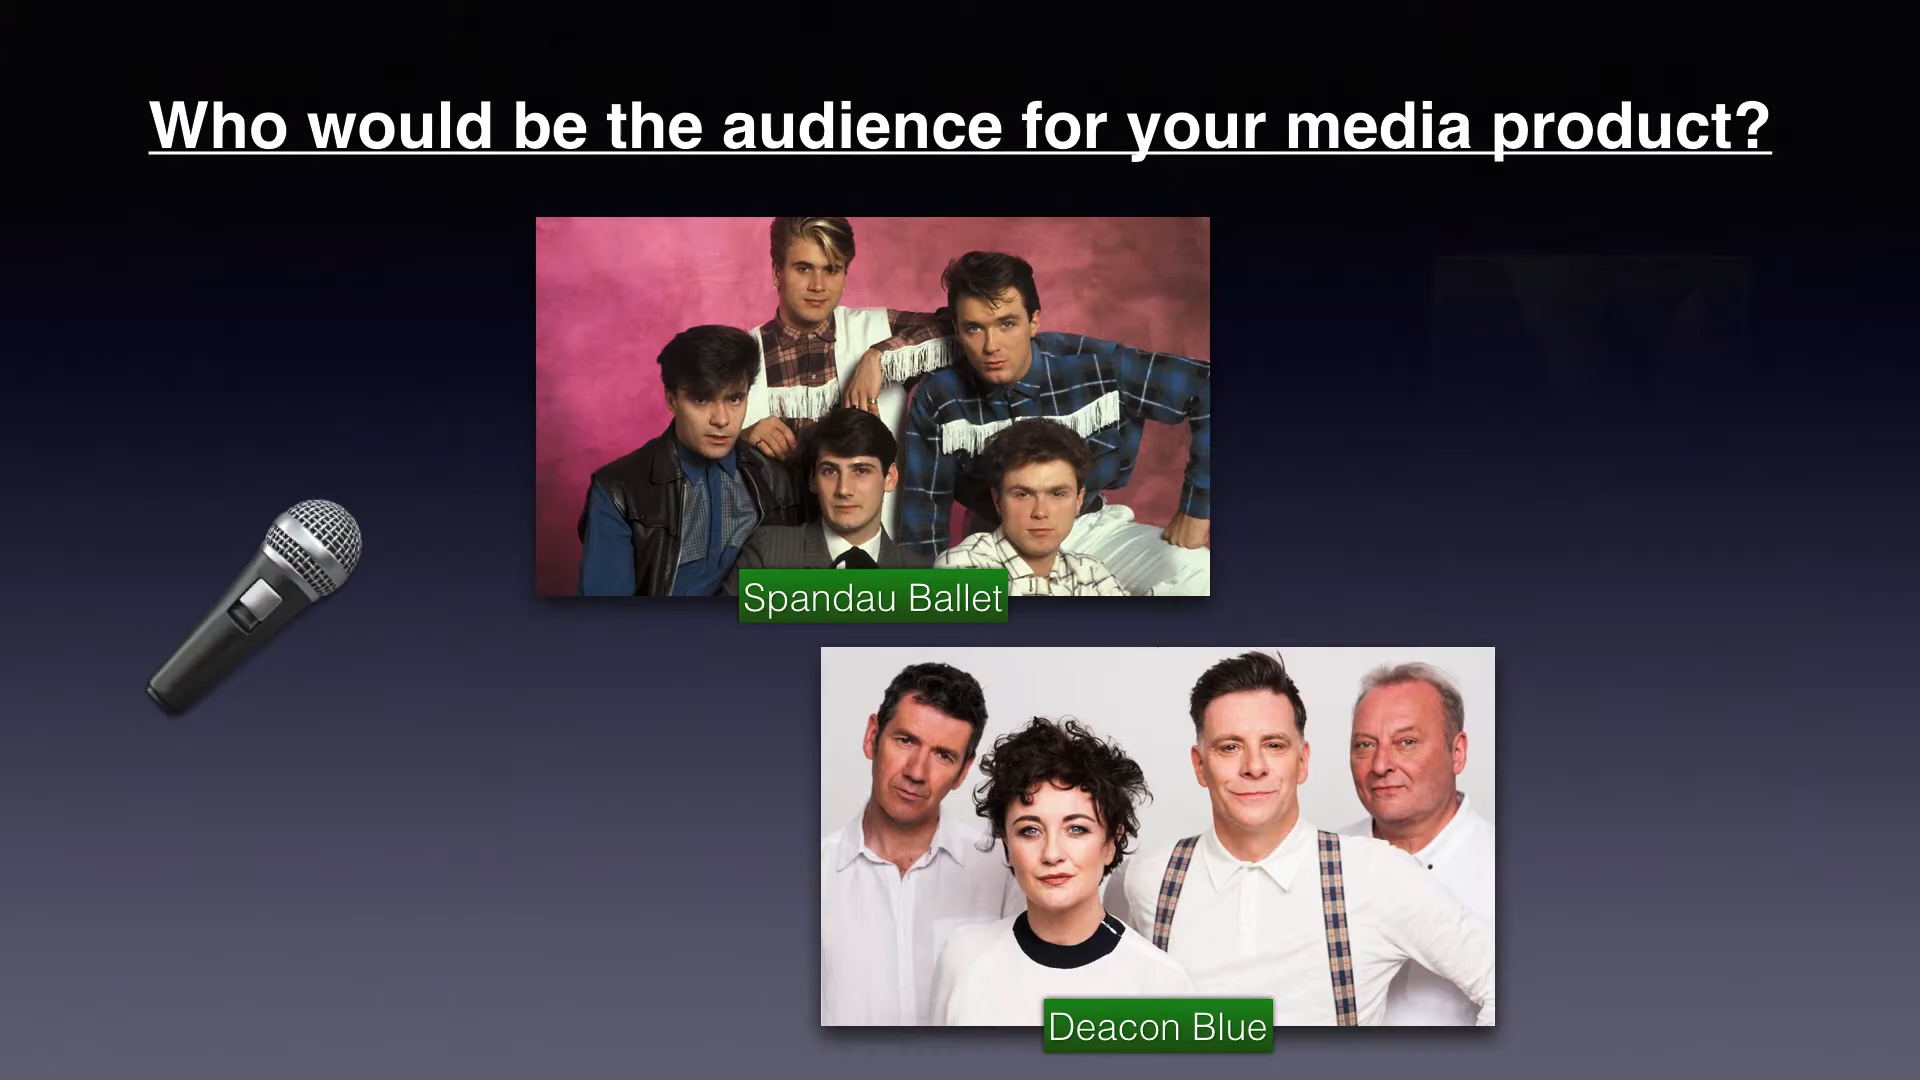 Who would be the audience for your media product?
Spandau Ballet
Deacon Blue